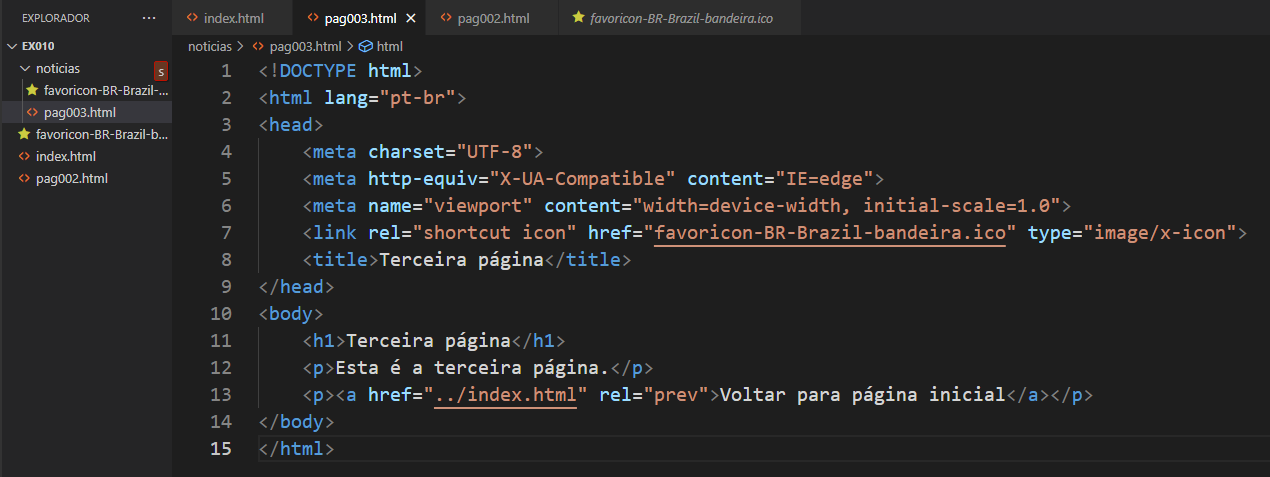 EXPLORADOR ···
EX010
noticias
s
favoricon-BR-Brazil-...
pag003.html
favoricon-BR-Brazil-b...
index.html
pag002.html
index.html pag003.html pag002.html favoricon-BR-Brazil-bandeira.ico
noticias > pag003.html > html
1 <!DOCTYPE html>
2 <html lang="pt-br">
3 <head>
4 <meta charset="UTF-8">
5 <meta http-equiv="X-UA-Compatible" content="IE=edge">
6 <meta name="viewport" content="width=device-width, initial-scale=1.0">
7 <link rel="shortcut icon" href="favoricon-BR-Brazil-bandeira.ico" type="image/x-icon">
8 <title>Terceira página</title>
9 </head>
10 <body>
11 <h1>Terceira página</h1>
12 <p>Esta é a terceira página.</p>
13 <p><a href="../index.html" rel="prev">Voltar para página inicial</a></p>
14 </body>
15 </html>